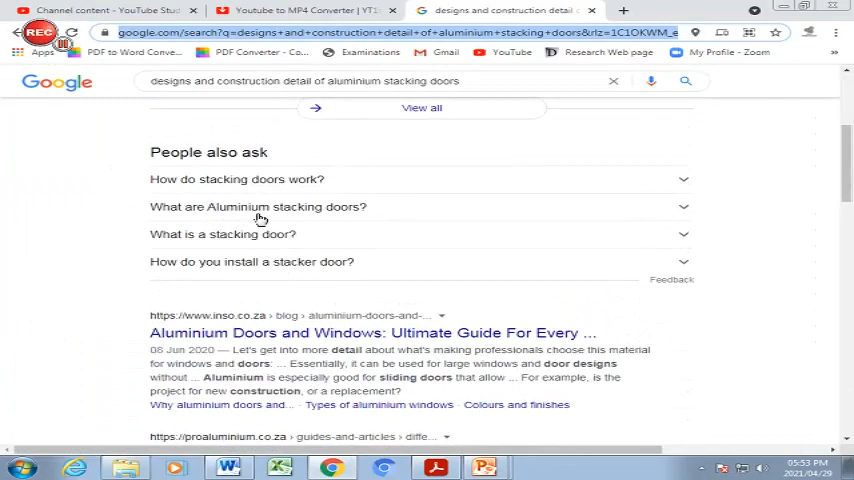 Channel content - YouTube Stud
Youtube to MP4 Converter | YT1
designs and construction detail o
REC
google.com/search?q=designs+and+construction+detail+of+aluminium+stacking+doors&rlz=1C1OKWM_e
Apps
PDF to Word Conve...
PDF Converter - Co...
Examinations
Gmail
YouTube
Research Web page
My Profile - Zoom
Google
designs and construction detail of aluminium stacking doors
View all
People also ask
How do stacking doors work?
What are Aluminium stacking doors?
What is a stacking door?
How do you install a stacker door?
Feedback
https://www.inso.co.za › blog › aluminium-doors-and-...
Aluminium Doors and Windows: Ultimate Guide For Every ...
08 Jun 2020 — Let's get into more detail about what's making professionals choose this material
for windows and doors: ... Essentially, it can be used for large windows and door designs
without ... Aluminium is especially good for sliding doors that allow ... For example, is the
project for new construction, or a replacement?
Why aluminium doors and... · Types of aluminium windows · Colours and finishes
https://proaluminium.co.za › guides-and-articles › diffe...
05:53 PM
2021/04/29